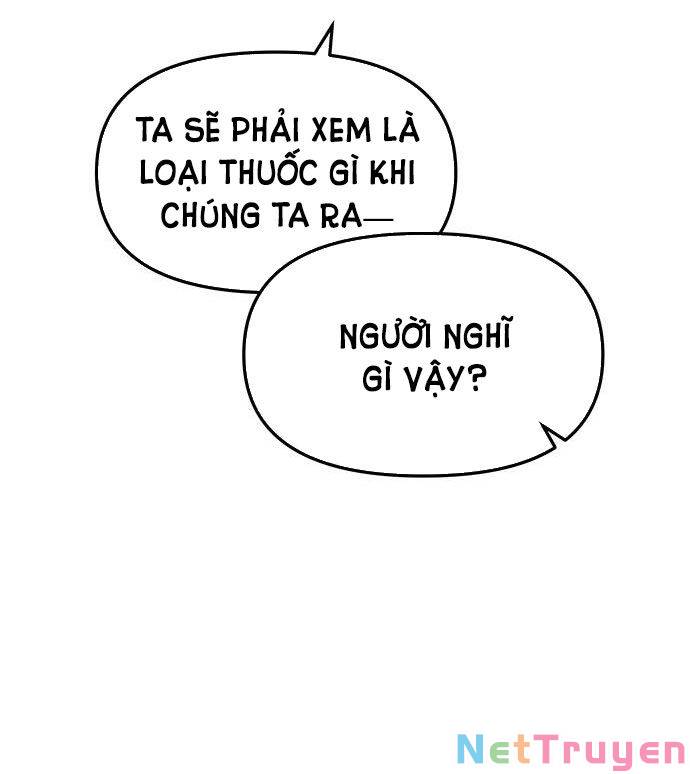 TA SẼ PHẢI XEM LÀ
LOẠI THUỐC GÌ KHI
CHÚNG TA RA—
NGƯỜI NGHĨ
GÌ VẬY?
NetTruyen